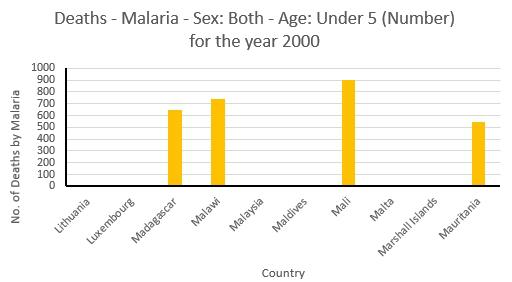 Deaths - Malaria - Sex: Both - Age: Under 5 (Number)
for the year 2000
No. of Deaths by Malaria
1000
900
800
700
600
500
400
300
200
100
0
Lithuania
Luxembourg
Madagascar
Malawi
Malaysia
Maldives
Mali
Malta
Marshall Islands
Mauritania
Country